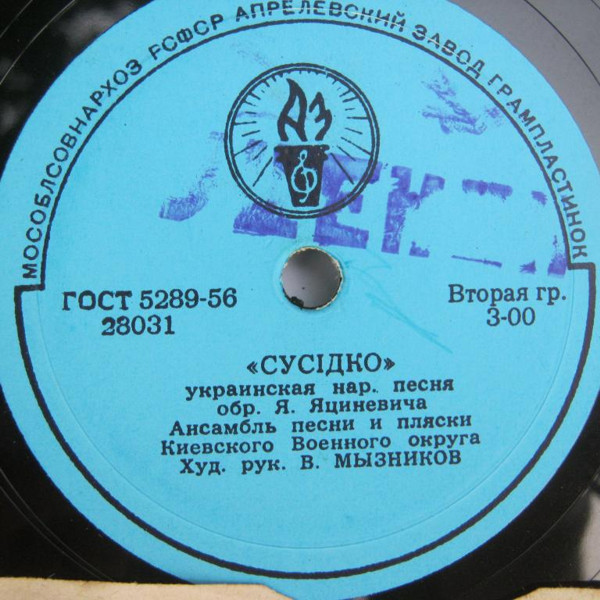 МОСОБЛСОВНАРХОЗ РСФСР АПРЕЛЕВСКИЙ ЗАВОД ГРАМПЛАСТИНОК
АЗ
ГОСТ 5289-56
28031
Вторая гр.
3-00
«СУСІДКО»
украинская нар. песня
обр. Я. Яциневича
Ансамбль песни и пляски
Киевского Военного округа
Худ. рук. В. МЫЗНИКОВ